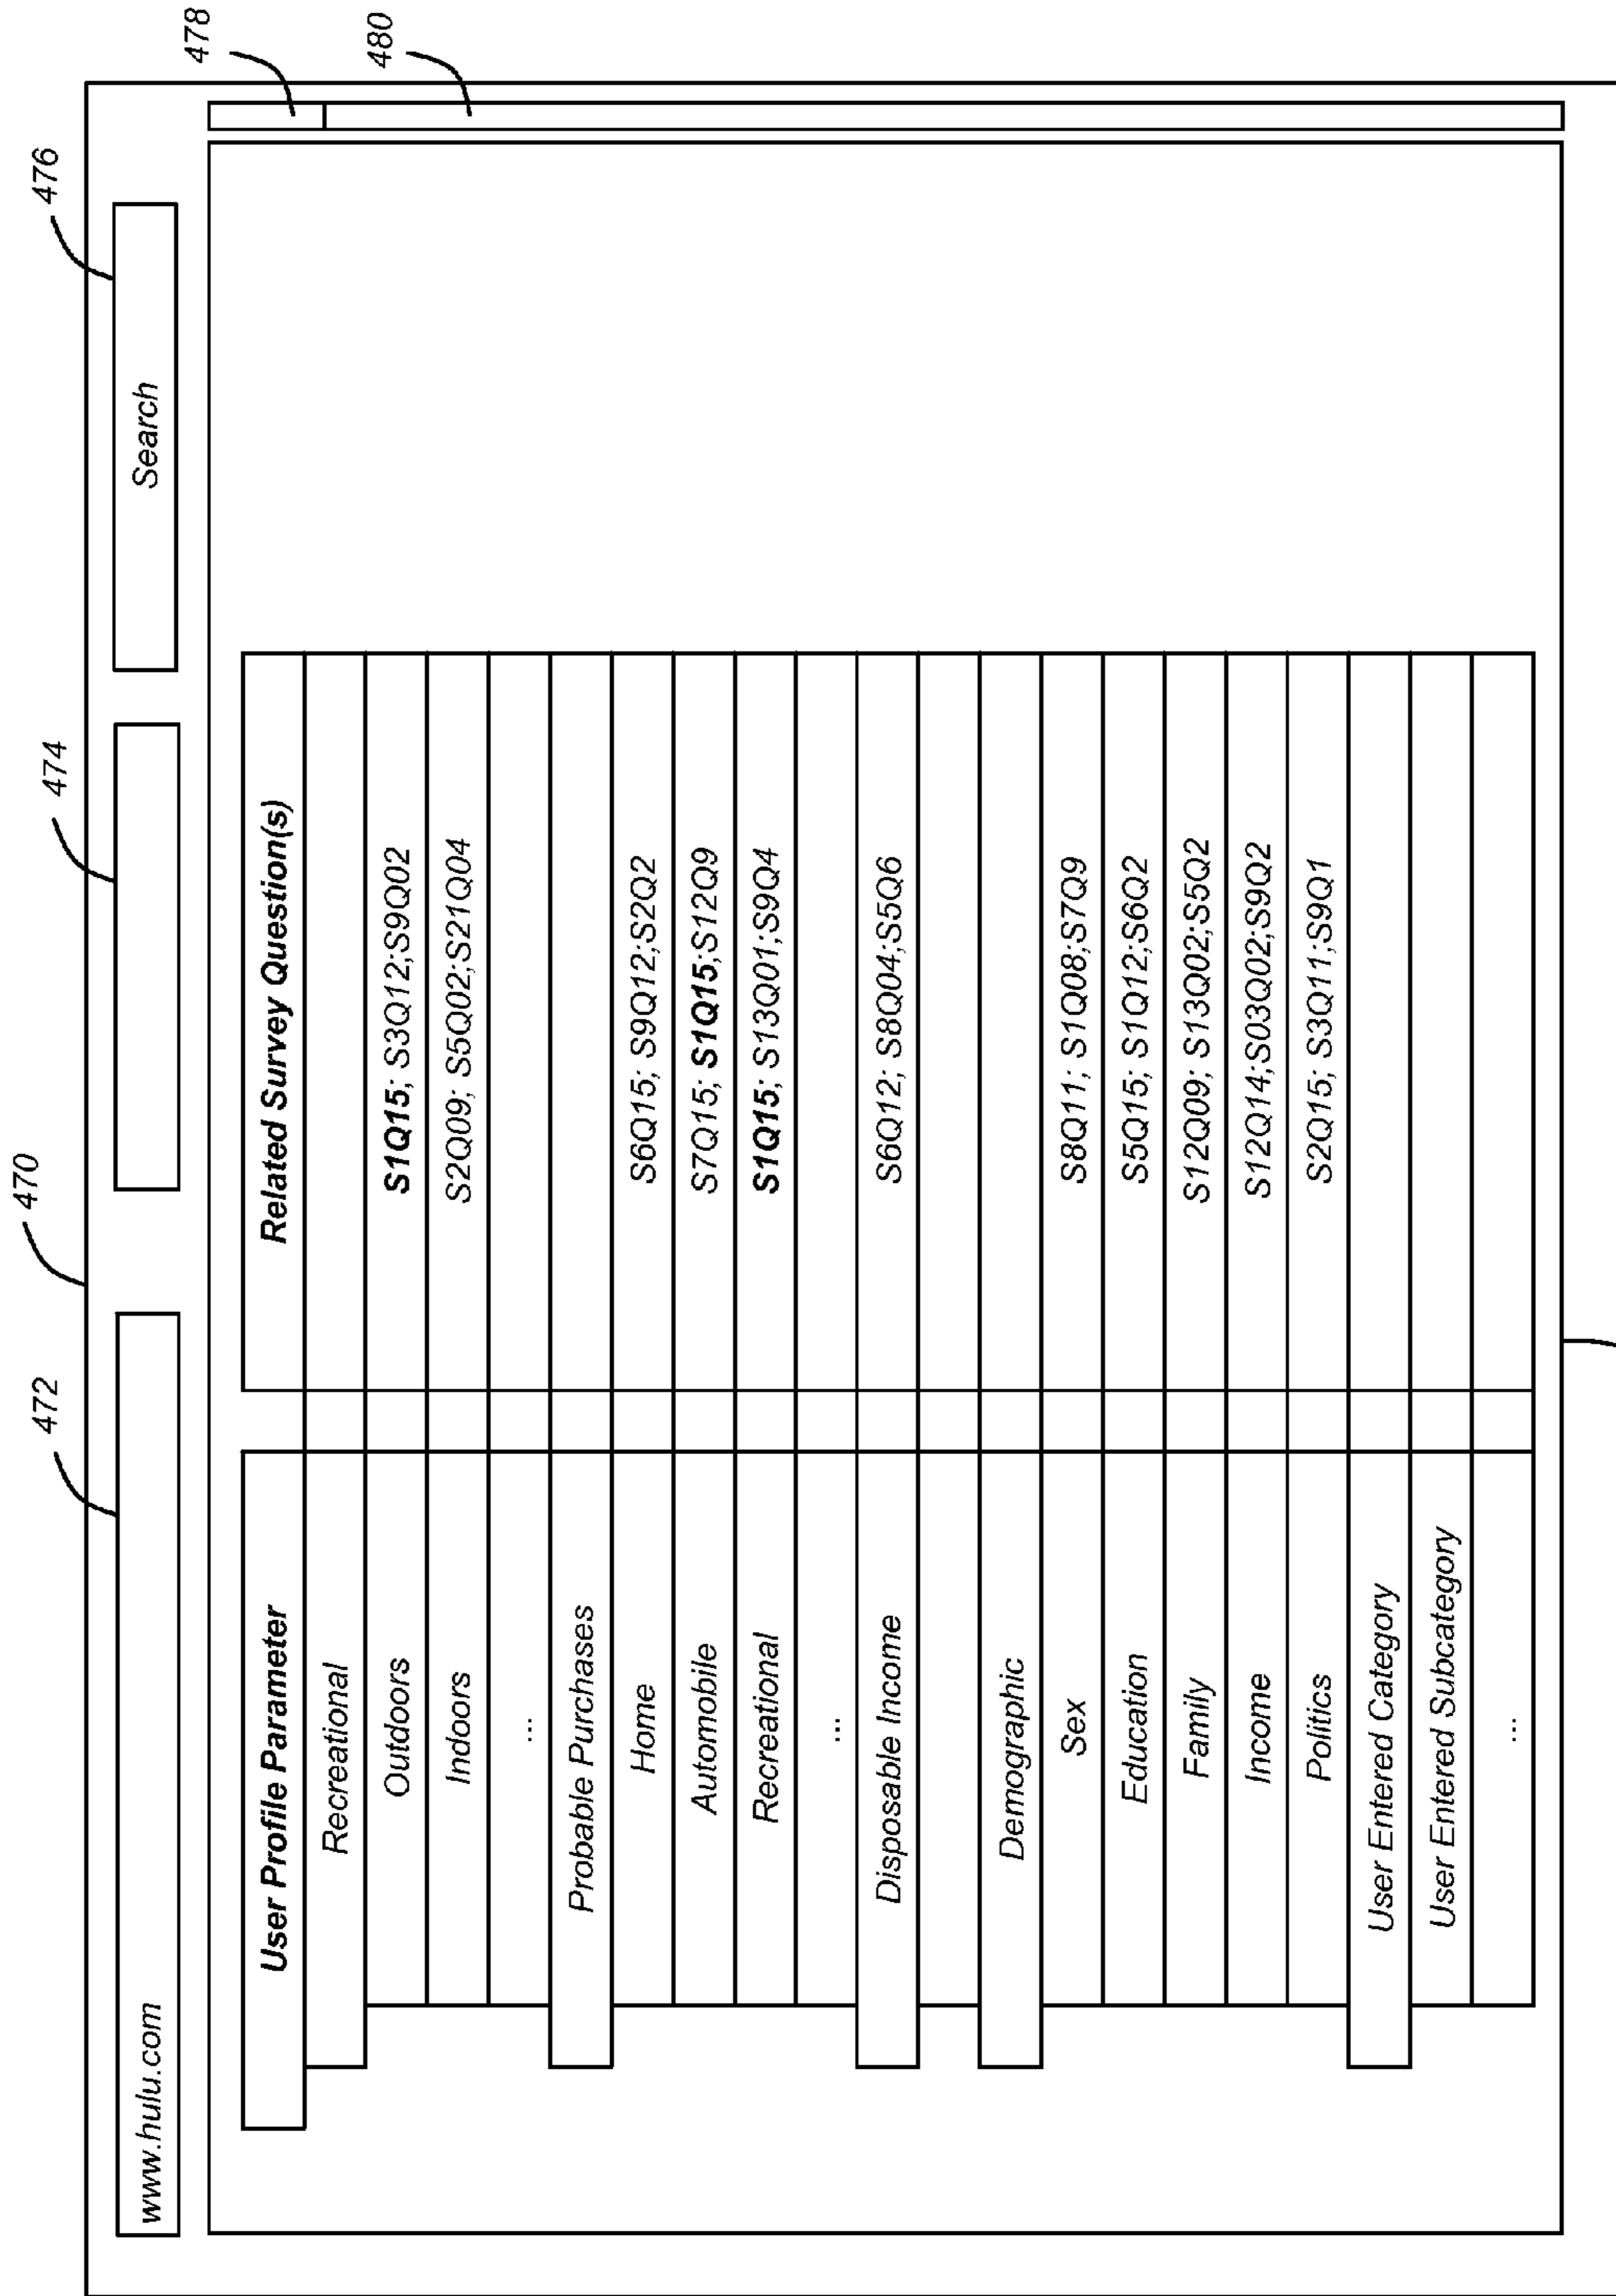 470
472
474
476
478
480
www.hulu.com
Search
User Profile Parameter Related Survey Question(s)
Recreational
Outdoors S1Q15; S3Q12;S9Q02
Indoors S2Q09; S5Q02;S21Q04
...
Probable Purchases
Home S6Q15; S9Q12;S2Q2
Automobile S7Q15; S1Q15;S12Q9
Recreational S1Q15; S13Q01;S9Q4
...
Disposable Income S6Q12; S8Q04;S5Q6
Demographic
Sex S8Q11; S1Q08;S7Q9
Education S5Q15; S1Q12;S6Q2
Family S12Q09; S13Q02;S5Q2
Income S12Q14;S03Q02;S9Q2
Politics S2Q15; S3Q11;S9Q1
User Entered Category
User Entered Subcategory
...